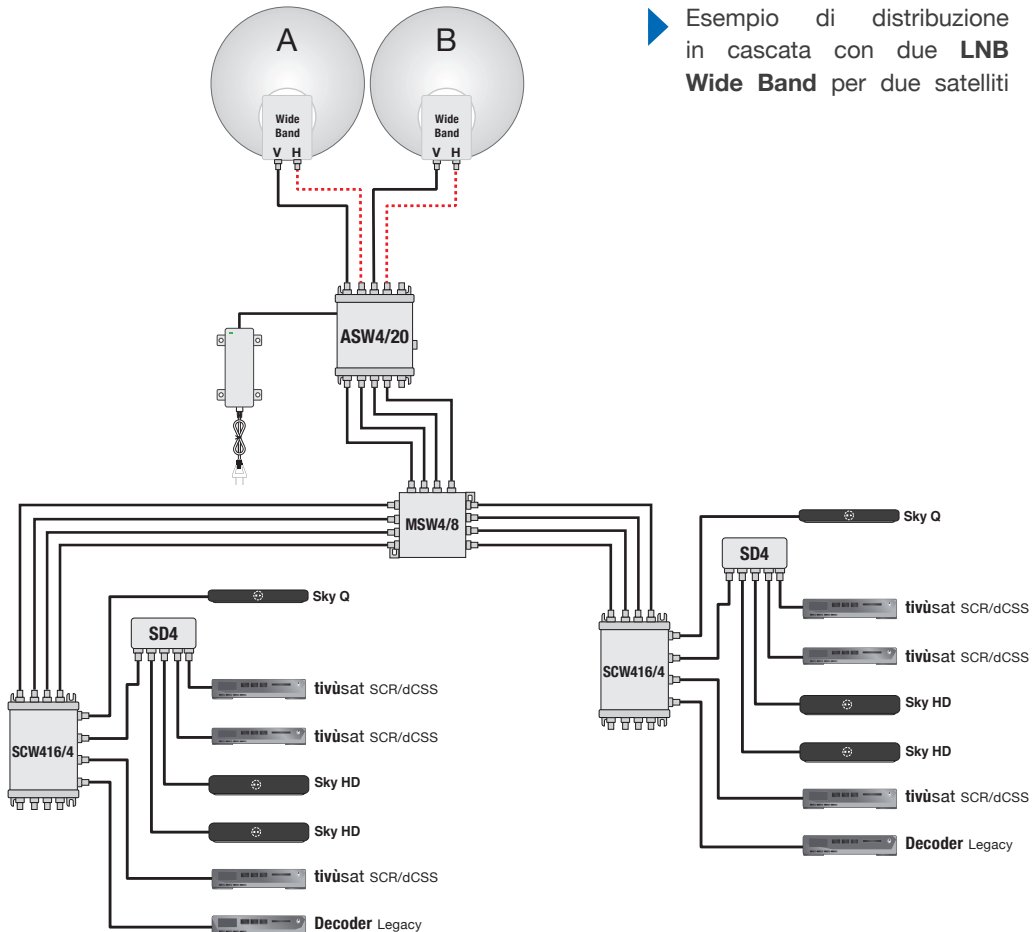 A
B
Wide
Band
V H
Wide
Band
V H
Esempio di distribuzione
in cascata con due LNB
Wide Band per due satelliti
ASW4/20
MSW4/8
Sky Q
SD4
tivùsat SCR/dCSS
tivùsat SCR/dCSS
SCW416/4
Sky HD
Sky HD
tivùsat SCR/dCSS
Decoder Legacy
Sky Q
SD4
tivùsat SCR/dCSS
tivùsat SCR/dCSS
SCW416/4
Sky HD
Sky HD
tivùsat SCR/dCSS
Decoder Legacy